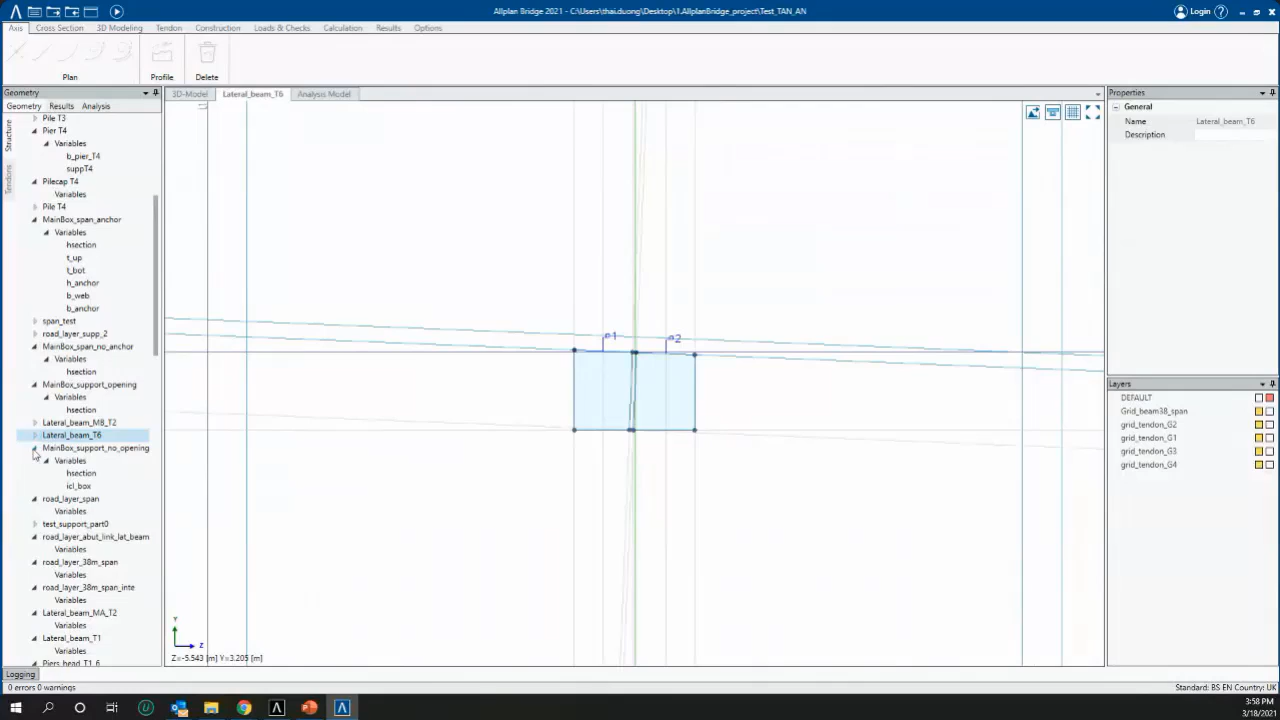 Allplan Bridge 2021 - C:\Users\thai.duong\Desktop\1.AllplanBridge_project\Test_TAN_AN
Login
Axis Cross Section 3D Modeling Tendon Construction Loads & Checks Calculation Results Options
Plan Profile Delete
Geometry
3D-Model Lateral_beam_T6 Analysis Model
Properties
Geometry Results Analysis
Structure
Tendons
Pile T3
Pier T4
Variables
b_pier_T4
suppT4
Pilecap T4
Variables
Pile T4
MainBox_span_anchor
Variables
hsection
t_up
t_bot
h_anchor
b_web
b_anchor
span_test
road_layer_supp_2
MainBox_span_no_anchor
Variables
hsection
MainBox_support_opening
Variables
hsection
Lateral_beam_MB_T2
Lateral_beam_T6
MainBox_support_no_opening
Variables
hsection
icl_box
road_layer_span
Variables
test_support_part0
road_layer_abut_link_lat_beam
Variables
road_layer_38m_span
Variables
road_layer_38m_span_inte
Variables
Lateral_beam_MA_T2
Variables
Lateral_beam_T1
Variables
Piers_head_T1_6
Y
Z
Z=-5.543 [m] Y=3.205 [m]
General
Name Lateral_beam_T6
Description
Layers
DEFAULT
Grid_beam38_span
grid_tendon_G2
grid_tendon_G1
grid_tendon_G3
grid_tendon_G4
Logging
0 errors 0 warnings
Standard: BS EN Country: UK
3:58 PM
3/18/2021